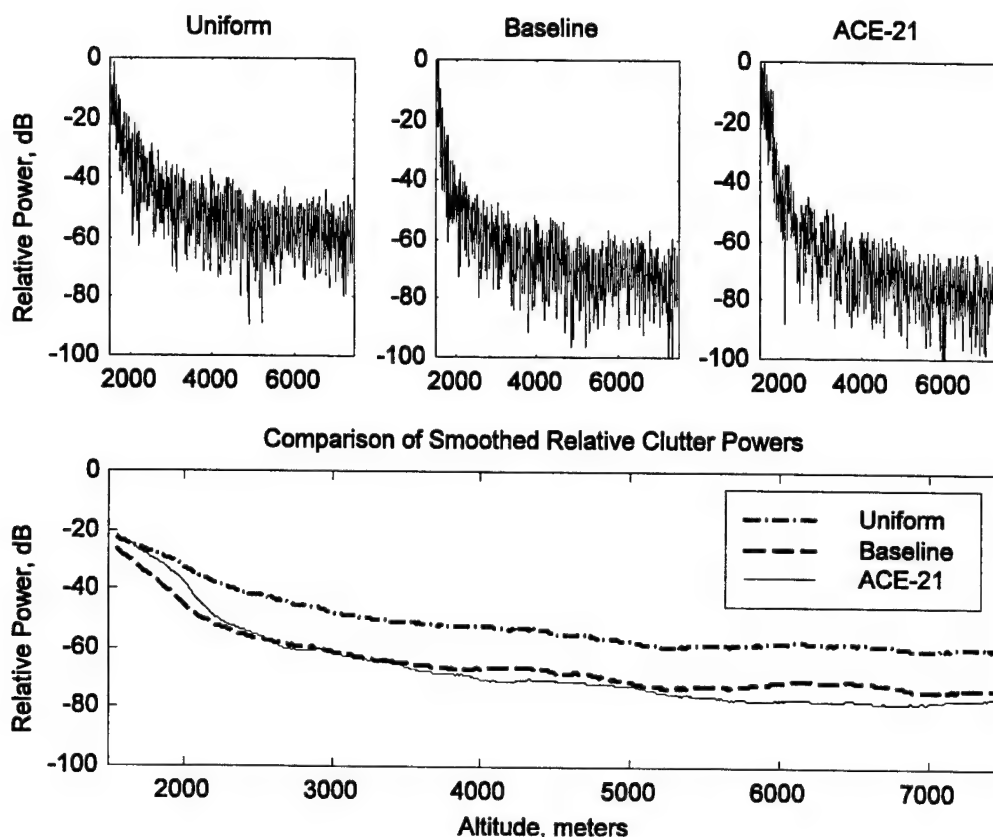 Uniform
Baseline
ACE-21
Relative Power, dB
0
-20
-40
-60
-80
-100
2000 4000 6000
0
-20
-40
-60
-80
-100
2000 4000 6000
0
-20
-40
-60
-80
-100
2000 4000 6000
Comparison of Smoothed Relative Clutter Powers
Relative Power, dB
0
-20
-40
-60
-80
-100
Uniform
Baseline
ACE-21
2000 3000 4000 5000 6000 7000
Altitude, meters